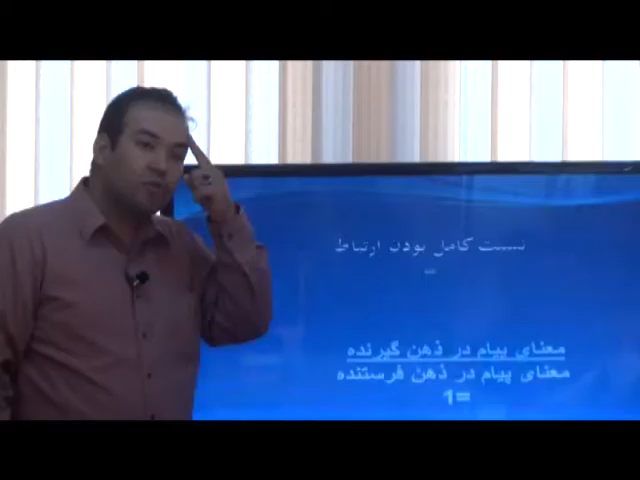 نسبت کامل بودن ارتباط
=
معنای پیام در ذهن گیرنده
معنای پیام در ذهن فرستنده
=1